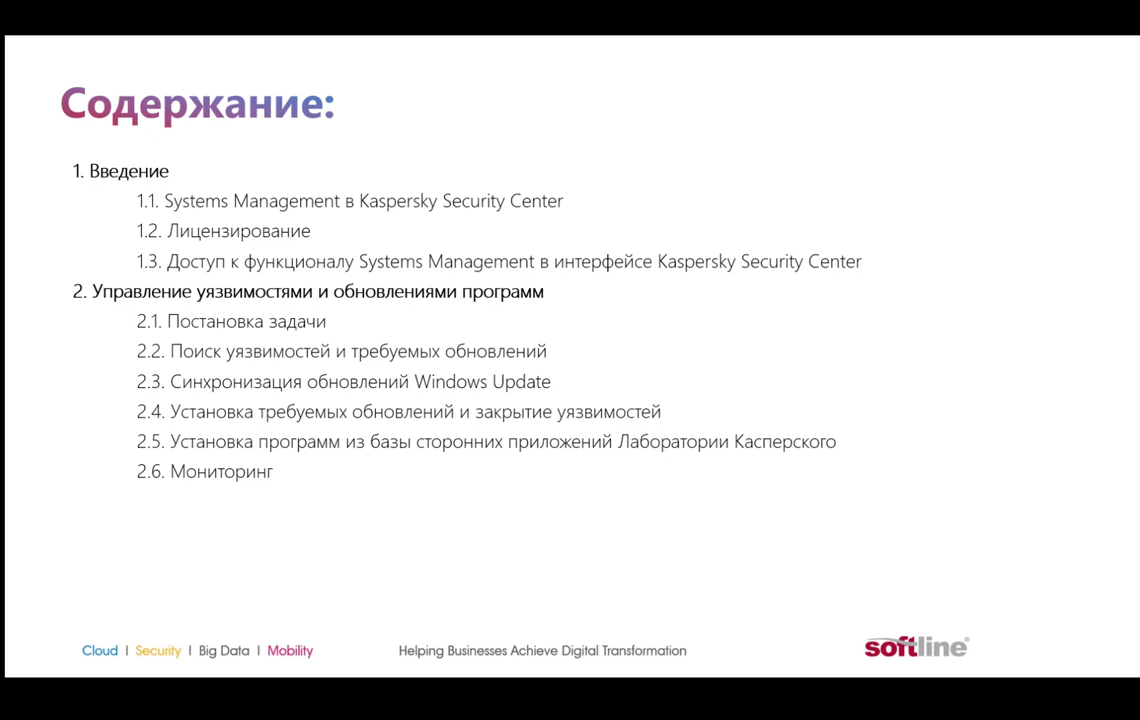 Содержание:
1. Введение
1.1. Systems Management в Kaspersky Security Center
1.2. Лицензирование
1.3. Доступ к функционалу Systems Management в интерфейсе Kaspersky Security Center
2. Управление уязвимостями и обновлениями программ
2.1. Постановка задачи
2.2. Поиск уязвимостей и требуемых обновлений
2.3. Синхронизация обновлений Windows Update
2.4. Установка требуемых обновлений и закрытие уязвимостей
2.5. Установка программ из базы сторонних приложений Лаборатории Касперского
2.6. Мониторинг
Cloud | Security | Big Data | Mobility
Helping Businesses Achieve Digital Transformation
softline®